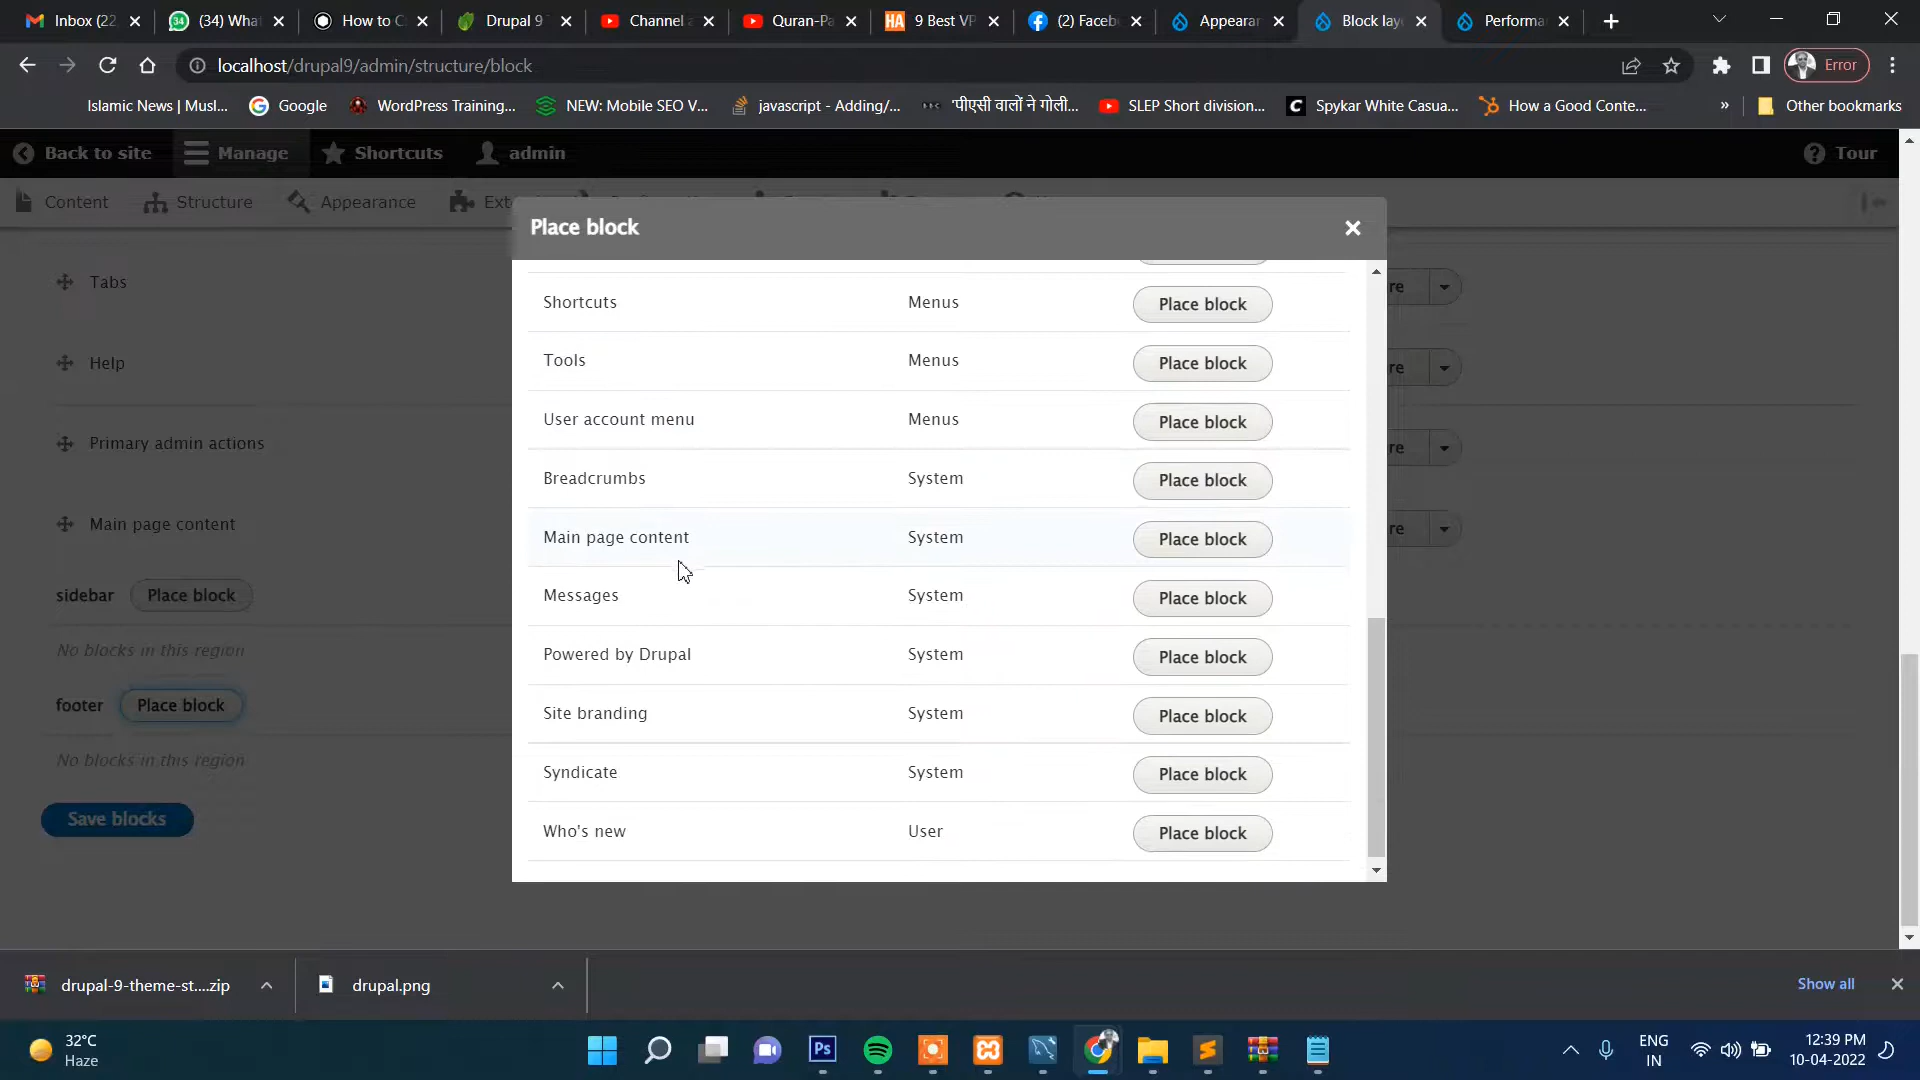 Inbox (22
(34) What
How to C
Drupal 9
Channel
Quran-Pa
9 Best VP
(2) Faceb
Appearan
Block lay
Performa
localhost/drupal9/admin/structure/block
Error
Islamic News | Musl...
Google
WordPress Training...
NEW: Mobile SEO V...
javascript - Adding/...
'पीएसी वालों ने गोली...
SLEP Short division...
Spykar White Casua...
How a Good Conte...
»
Other bookmarks
Back to site
Manage
Shortcuts
admin
Tour
Content
Structure
Appearance
Place block
Tabs
Help
Primary admin actions
Main page content
sidebar Place block
No blocks in this region
footer Place block
No blocks in this region
Save blocks
Shortcuts Menus Place block
Tools Menus Place block
User account menu Menus Place block
Breadcrumbs System Place block
Main page content System Place block
Messages System Place block
Powered by Drupal System Place block
Site branding System Place block
Syndicate System Place block
Who's new User Place block
re
re
re
re
drupal-9-theme-st....zip
drupal.png
Show all
32°C
Haze
ENG
IN
12:39 PM
10-04-2022